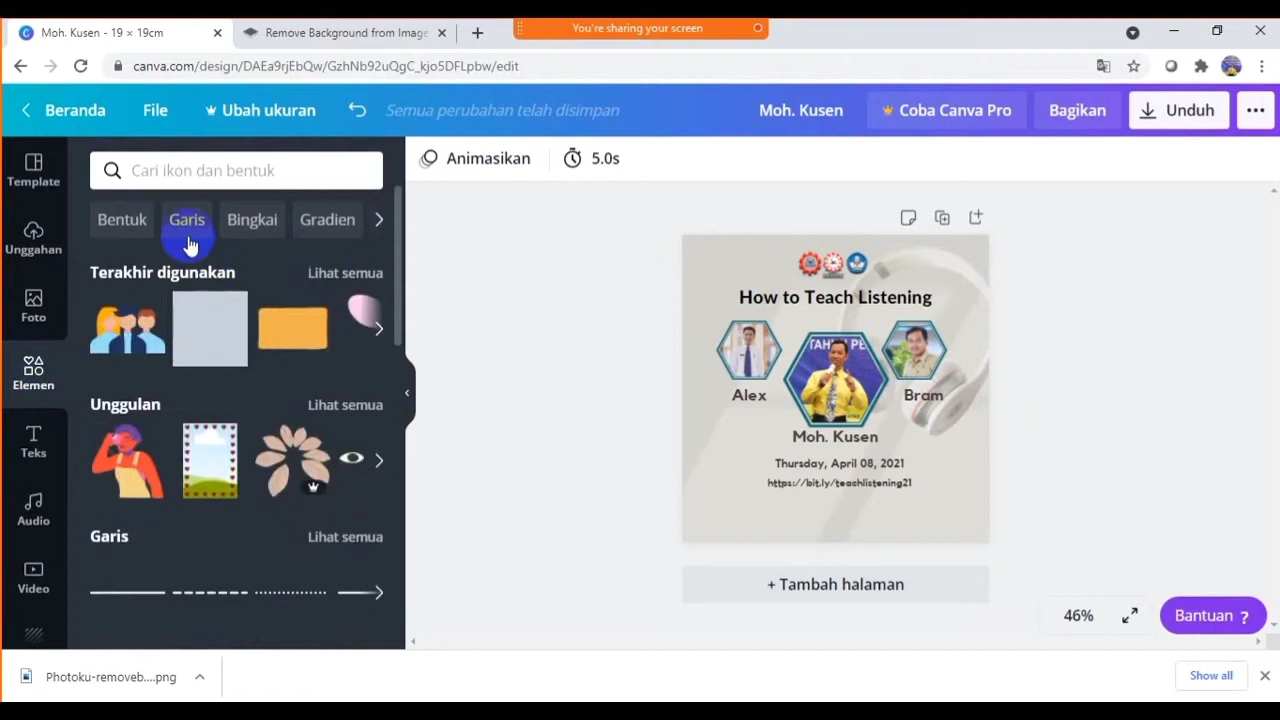 Moh. Kusen - 19 × 19cm
Remove Background from Image
You're sharing your screen
canva.com/design/DAEa9rjEbQw/GzhNb92uQgC_kjo5DFLpbw/edit
Beranda
File
Ubah ukuran
Semua perubahan telah disimpan
Moh. Kusen
Coba Canva Pro
Bagikan
Unduh
Template
Unggahan
Foto
Elemen
Teks
Audio
Video
Cari ikon dan bentuk
Bentuk
Garis
Bingkai
Gradien
Terakhir digunakan
Lihat semua
Unggulan
Lihat semua
Garis
Lihat semua
Animasikan
5.0s
How to Teach Listening
TAH PE
Alex
Bram
Moh. Kusen
Thursday, April 08, 2021
https://bit.ly/teachlistening21
+ Tambah halaman
46%
Bantuan ?
Photoku-removeb....png
Show all